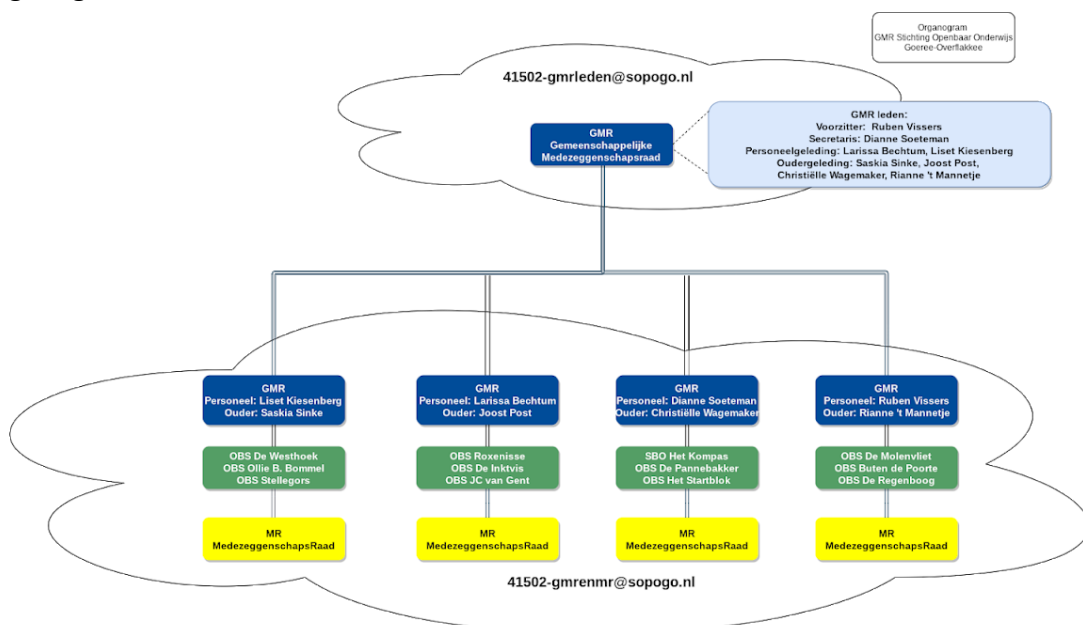 Organogram
GMR Stichting Openbaar Onderwijs
Goeree-Overflakkee
41502-gmrleden@sopogo.nl
GMR
Gemeenschappelijke
Medezeggenschapsraad
GMR leden:
Voorzitter: Ruben Vissers
Secretaris: Dianne Soeteman
Personeelgeleding: Larissa Bechtum, Liset Kiesenberg
Oudergeleding: Saskia Sinke, Joost Post,
Christiëlle Wagemaker, Rianne 't Mannetje
GMR
Personeel: Liset Kiesenberg
Ouder: Saskia Sinke
GMR
Personeel: Larissa Bechtum
Ouder: Joost Post
GMR
Personeel: Dianne Soeteman
Ouder: Christiëlle Wagemaker
GMR
Personeel: Ruben Vissers
Ouder: Rianne 't Mannetje
OBS De Westhoek
OBS Ollie B. Bommel
OBS Stellegors
OBS Roxenisse
OBS De Inktvis
OBS JC van Gent
SBO Het Kompas
OBS De Pannebakker
OBS Het Startblok
OBS De Molenvliet
OBS Buten de Poorte
OBS De Regenboog
MR
MedezeggenschapsRaad
MR
MedezeggenschapsRaad
MR
MedezeggenschapsRaad
MR
MedezeggenschapsRaad
41502-gmrenmr@sopogo.nl